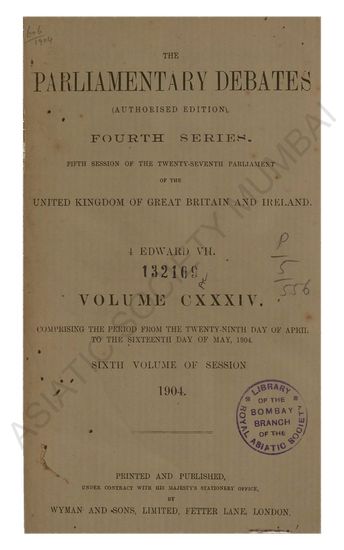 Feb
1904
THE
PARLIAMENTARY DEBATES
(AUTHORISED EDITION),
FOURTH SERIES.
FIFTH SESSION OF THE TWENTY-SEVENTH PARLIAMENT
OF THE
UNITED KINGDOM OF GREAT BRITAIN AND IRELAND.
4 EDWARD VII.
132169
P
5
556
VOLUME CXXXIV.
COMPRISING THE PERIOD FROM THE TWENTY-NINTH DAY OF APRIL
TO THE SIXTEENTH DAY OF MAY, 1904.
SIXTH VOLUME OF SESSION
1904.
LIBRARY
OF THE
BOMBAY
BRANCH
OF THE
ROYAL ASIATIC SOCIETY
PRINTED AND PUBLISHED,
UNDER CONTRACT WITH HIS MAJESTY'S STATIONERY OFFICE,
BY
WYMAN AND SONS, LIMITED, FETTER LANE, LONDON.
ASIATIC SOCIETY MUMBAI